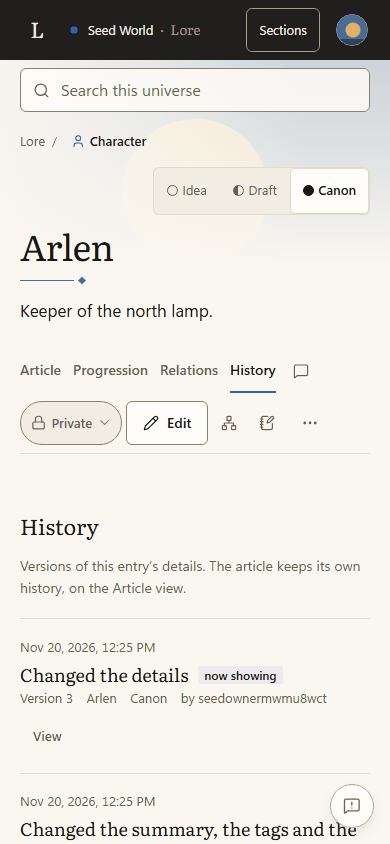 L Seed World · Lore Sections
Search this universe
Lore / Character
Idea Draft Canon
Arlen
Keeper of the north lamp.
Article Progression Relations History
Private Edit
History
Versions of this entry's details. The article keeps its own
history, on the Article view.
Nov 20, 2026, 12:25 PM
Changed the details now showing
Version 3 Arlen Canon by seedownermwmu8wct
View
Nov 20, 2026, 12:25 PM
Changed the summary, the tags and the